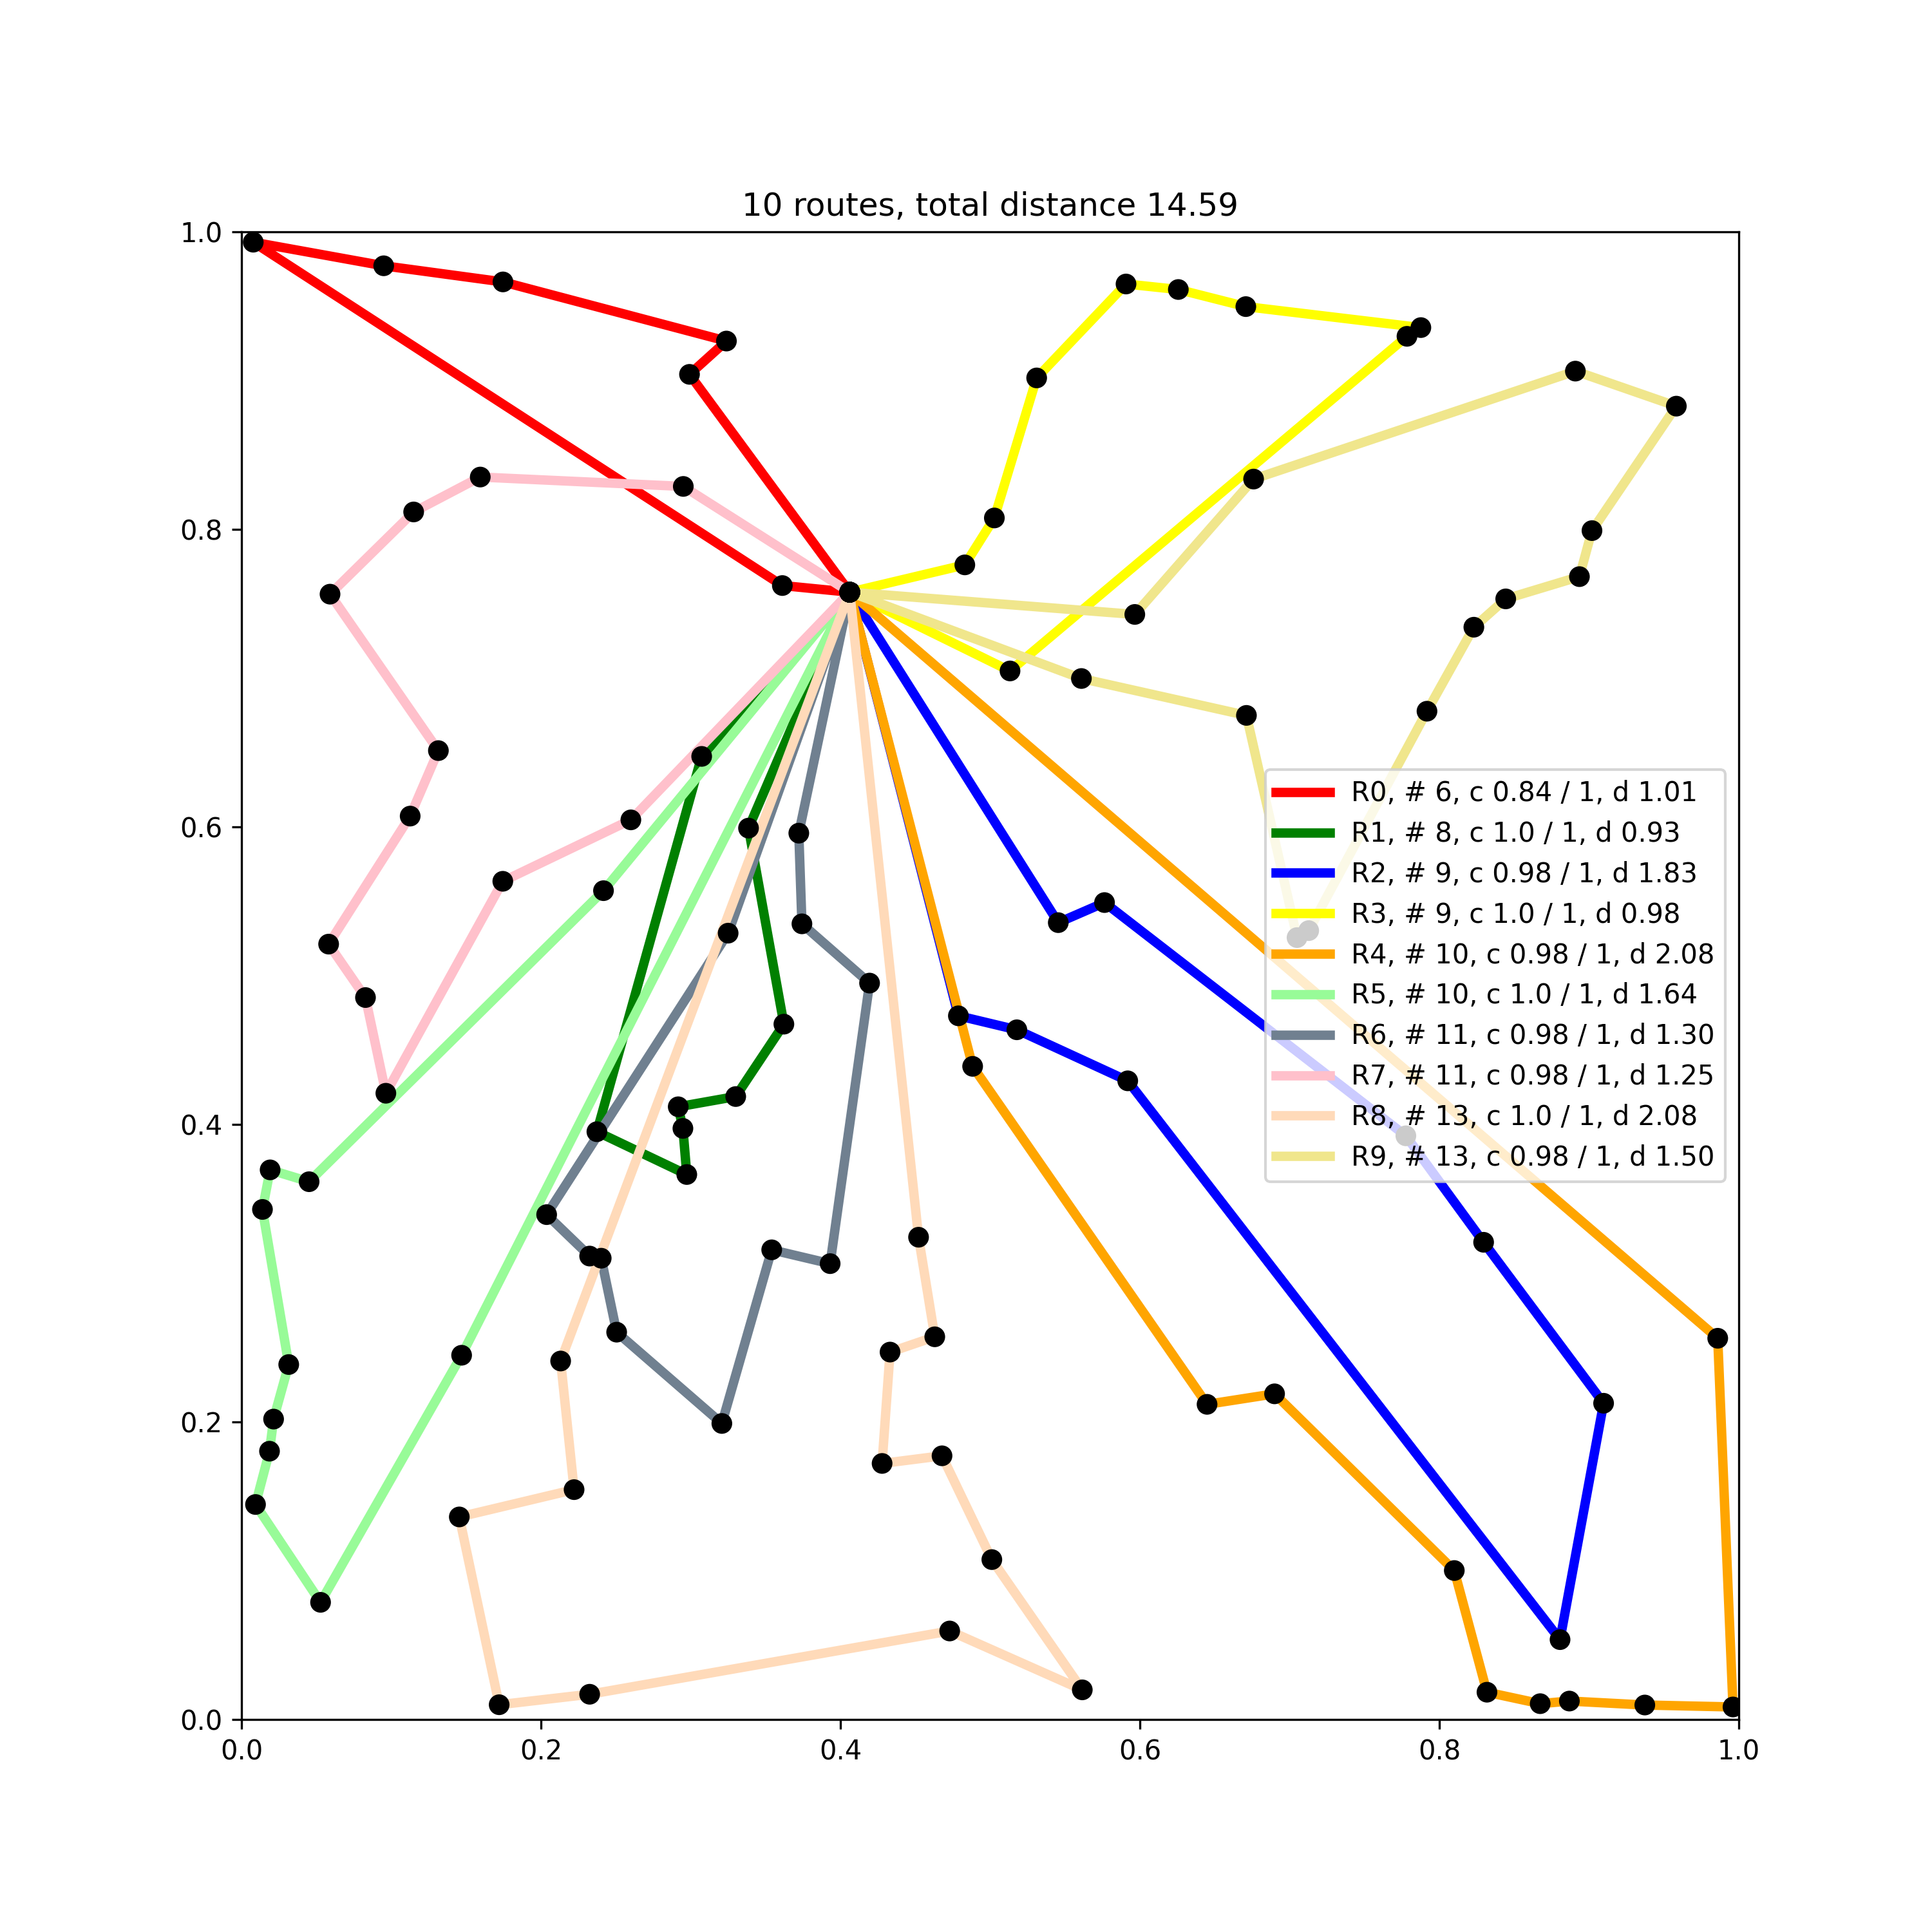 10 routes, total distance 14.59
1.0
0.8
0.6
0.4
0.2
0.0
0.0 0.2 0.4 0.6 0.8 1.0
R0, # 6, c 0.84 / 1, d 1.01
R1, # 8, c 1.0 / 1, d 0.93
R2, # 9, c 0.98 / 1, d 1.83
R3, # 9, c 1.0 / 1, d 0.98
R4, # 10, c 0.98 / 1, d 2.08
R5, # 10, c 1.0 / 1, d 1.64
R6, # 11, c 0.98 / 1, d 1.30
R7, # 11, c 0.98 / 1, d 1.25
R8, # 13, c 1.0 / 1, d 2.08
R9, # 13, c 0.98 / 1, d 1.50